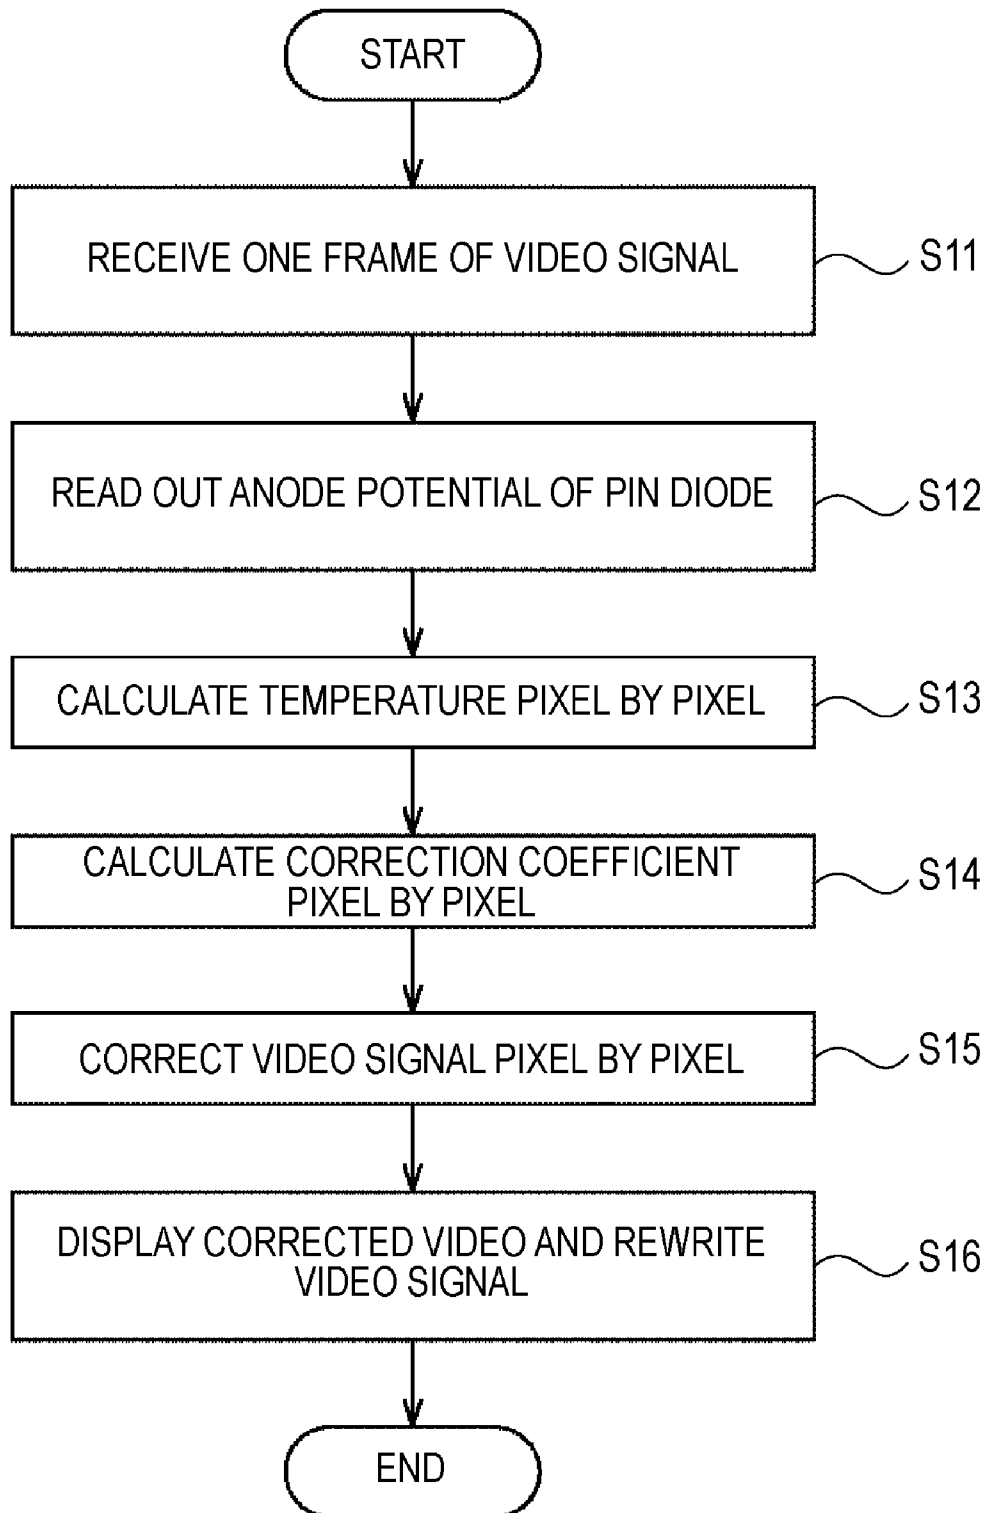 START
RECEIVE ONE FRAME OF VIDEO SIGNAL
S11
READ OUT ANODE POTENTIAL OF PIN DIODE
S12
CALCULATE TEMPERATURE PIXEL BY PIXEL
S13
CALCULATE CORRECTION COEFFICIENT
PIXEL BY PIXEL
S14
CORRECT VIDEO SIGNAL PIXEL BY PIXEL
S15
DISPLAY CORRECTED VIDEO AND REWRITE
VIDEO SIGNAL
S16
END